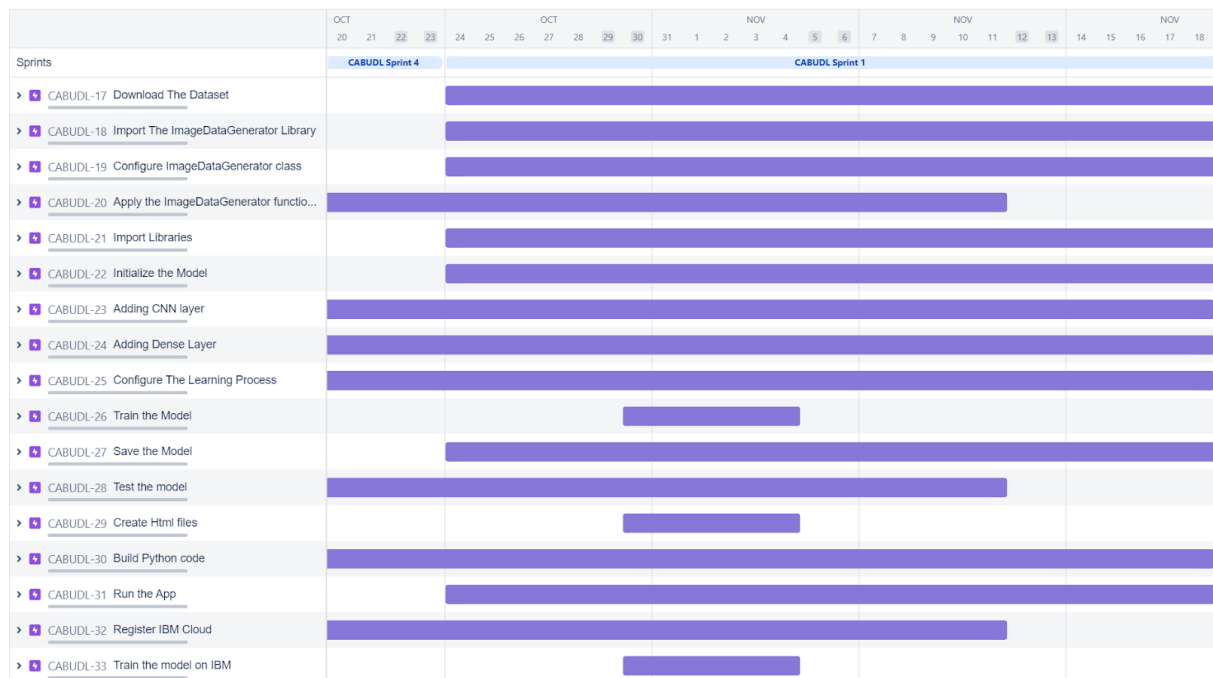 OCT OCT NOV NOV NOV
20 21 22 23 24 25 26 27 28 29 30 31 1 2 3 4 5 6 7 8 9 10 11 12 13 14 15 16 17 18
Sprints CABUDL Sprint 4 CABUDL Sprint 1
CABUDL-17 Download The Dataset
CABUDL-18 Import The ImageDataGenerator Library
CABUDL-19 Configure ImageDataGenerator class
CABUDL-20 Apply the ImageDataGenerator functio...
CABUDL-21 Import Libraries
CABUDL-22 Initialize the Model
CABUDL-23 Adding CNN layer
CABUDL-24 Adding Dense Layer
CABUDL-25 Configure The Learning Process
CABUDL-26 Train the Model
CABUDL-27 Save the Model
CABUDL-28 Test the model
CABUDL-29 Create Html files
CABUDL-30 Build Python code
CABUDL-31 Run the App
CABUDL-32 Register IBM Cloud
CABUDL-33 Train the model on IBM